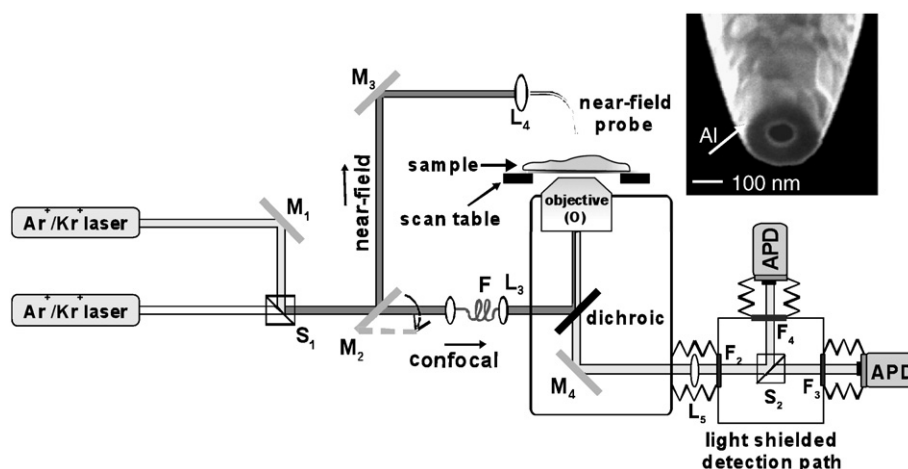 M3
L4
near-field
probe
Al
100 nm
sample
scan table
objective
(O)
near-field
M1
Ar+/Kr+ laser
Ar+/Kr+ laser
S1
M2
F
L3
confocal
dichroic
M4
L5
F2
S2
F3
F4
APD
APD
light shielded
detection path